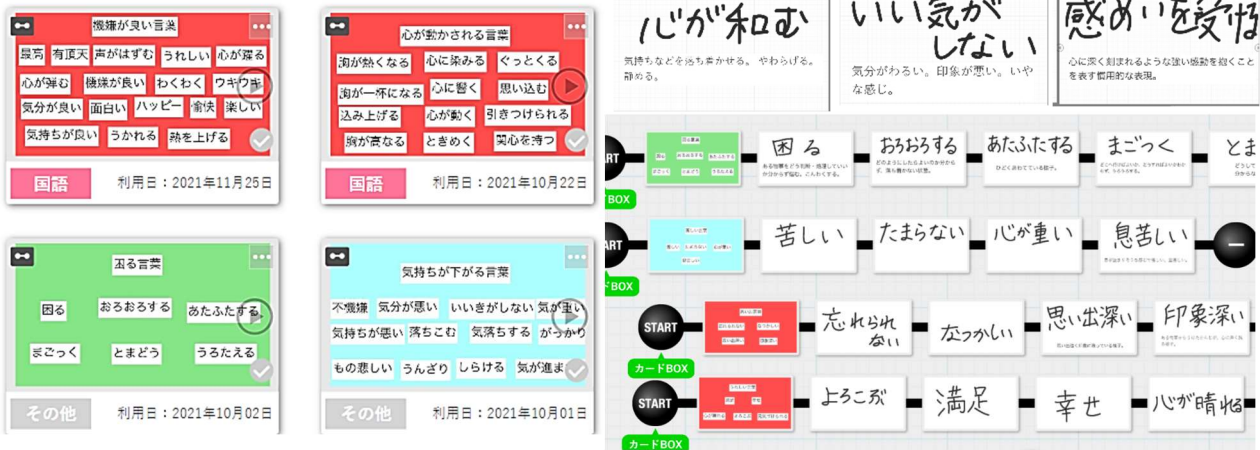 機嫌が良い言葉
最高 有頂天 声がはずむ うれしい 心が躍る
心が弾む 機嫌が良い わくわく ウキウキ
気分が良い 面白い ハッピー 愉快 楽しい
気持ちが良い うかれる 熱を上げる
国語 利用日：2021年11月25日
心が動かされる言葉
胸が熱くなる 心に染みる ぐっとくる
胸が一杯になる 心に響く 思い込む
込み上げる 心が動く 引きつけられる
胸が高なる ときめく 関心を持つ
国語 利用日：2021年10月22日
困る言葉
困る おろおろする あたふたする
まごつく とまどう うろたえる
その他 利用日：2021年10月02日
気持ちが下がる言葉
不機嫌 気分が悪い いいきがしない 気が重い
気持ちが悪い 落ちこむ 気落ちする がっかり
もの悲しい うんざり しらける 気が進ま
その他 利用日：2021年10月01日
心が和む
気持ちなどを落ち着かせる。やわらげる。
静める。
いい気が
しない
気分がわるい。印象が悪い。いや
な感じ。
感めいを受け
心に深く刻まれるような強い感動を抱くこと
を表す慣用的な表現。
ART 困る おろおろする あたふたする まごつく とま
ひどくあわてている様子。
BOX
ART 苦しい たまらない 心が重い 息苦しい
BOX
START 忘れられ
ない
なつかしい 思い出深い 印象深い
カードBOX
START よろこぶ 満足 幸せ 心が晴れる
カードBOX